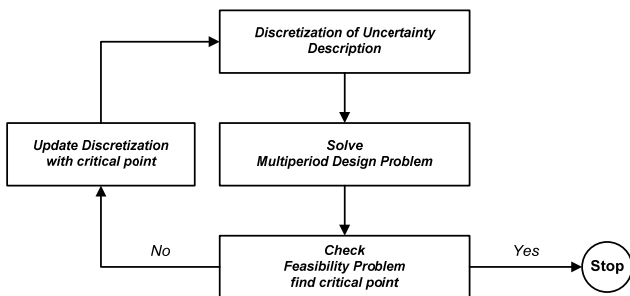 Discretization of Uncertainty
Description
Update Discretization
with critical point
Solve
Multiperiod Design Problem
No
Check
Feasibility Problem
find critical point
Yes
Stop